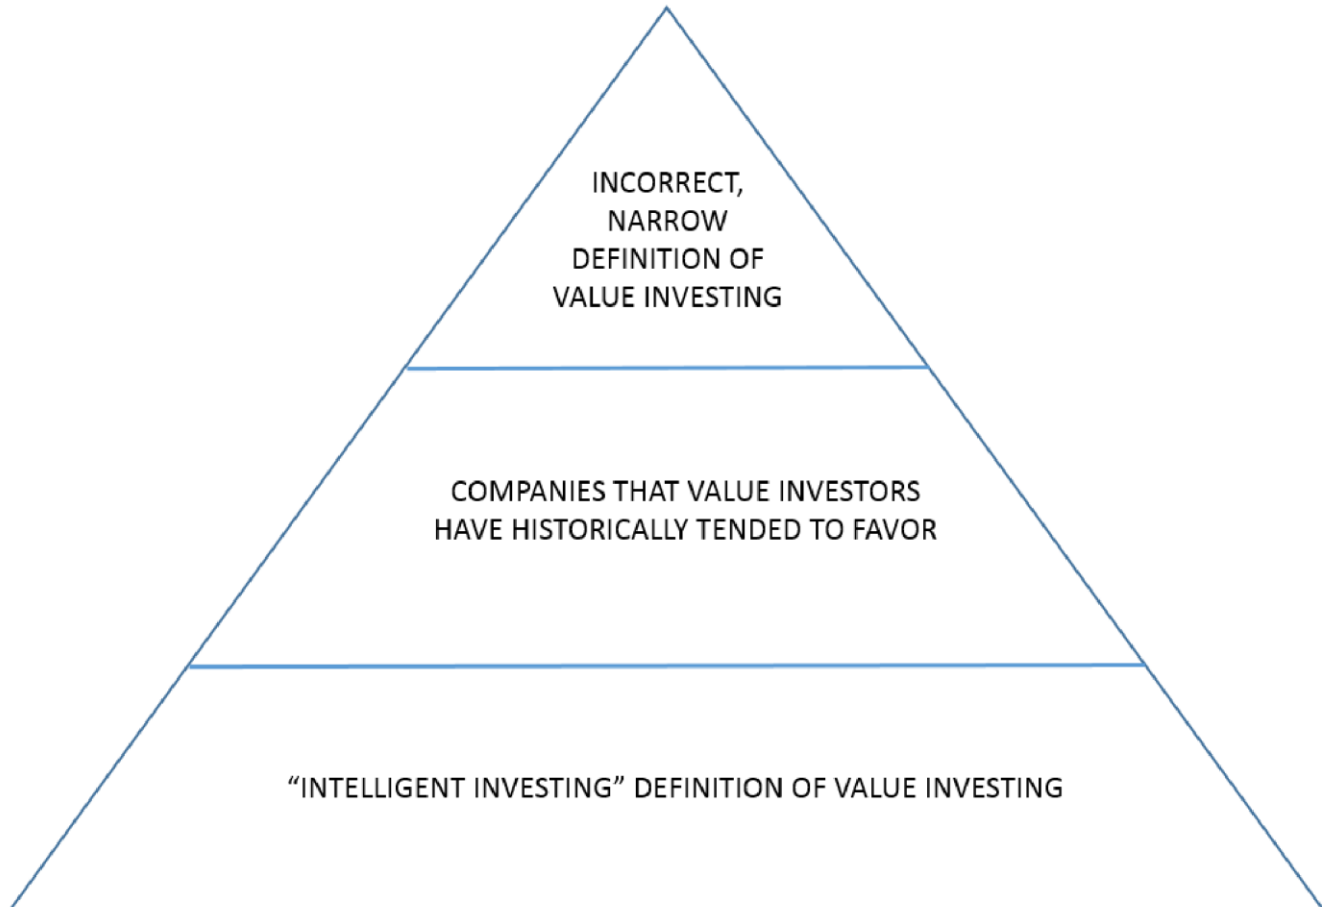 INCORRECT,
NARROW
DEFINITION OF
VALUE INVESTING
COMPANIES THAT VALUE INVESTORS
HAVE HISTORICALLY TENDED TO FAVOR
“INTELLIGENT INVESTING” DEFINITION OF VALUE INVESTING